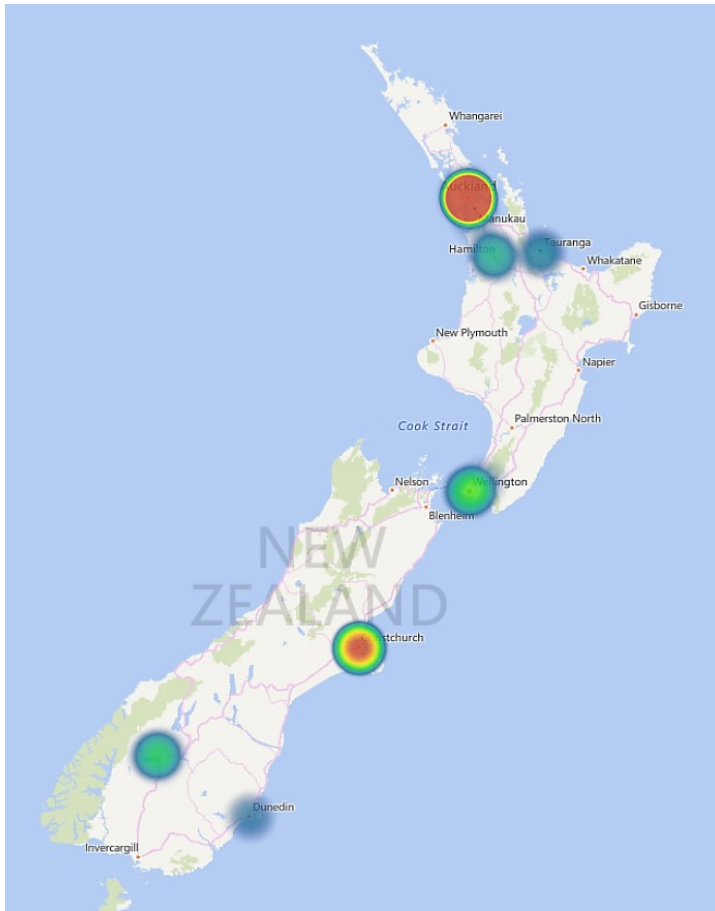 Whangarei
Auckland
Manukau
Hamilton
Tauranga
Whakatane
Gisborne
New Plymouth
Napier
Palmerston North
Cook Strait
Nelson
Wellington
Blenheim
NEW
ZEALAND
Christchurch
Dunedin
Invercargill